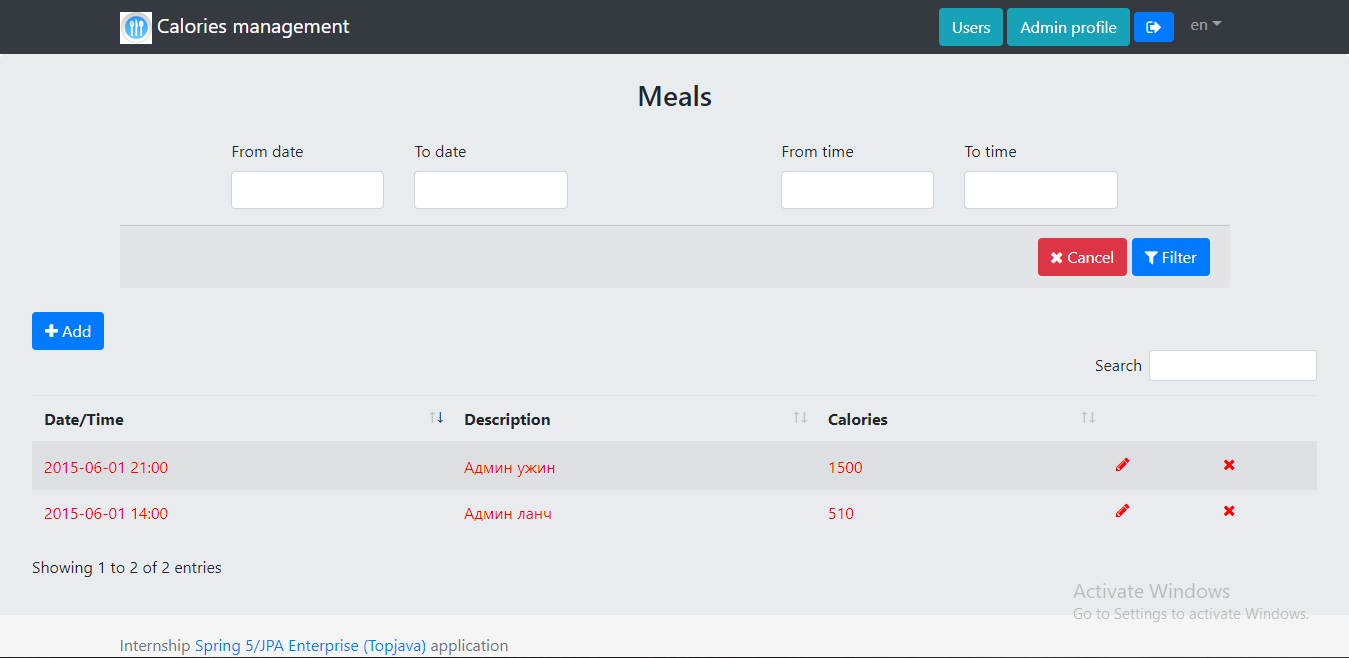 Calories management Users Admin profile en
Meals
From date To date From time To time
Cancel Filter
Add
Search
Date/Time Description Calories
2015-06-01 21:00 Админ ужин 1500
2015-06-01 14:00 Админ ланч 510
Showing 1 to 2 of 2 entries
Activate Windows
Go to Settings to activate Windows.
Internship Spring 5/JPA Enterprise (Topjava) application